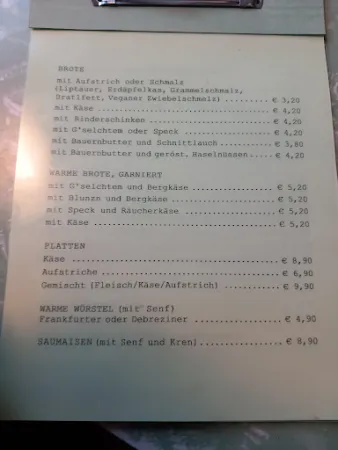 BROTE
mit Aufstrich oder Schmalz
(Liptauer, Erdäpfelkas, Grammelschmalz,
Bratlfett, Veganer Zwiebelschmalz) .......... € 3,20
mit Käse .......... € 4,20
mit Rinderschinken .......... € 4,20
mit G'selchtem oder Speck .......... € 4,20
mit Bauernbutter und Schnittlauch .......... € 3,80
mit Bauernbutter und geröst. Haselnüssen .......... € 4,20
WARME BROTE, GARNIERT
mit G'selchtem und Bergkäse .......... € 5,20
mit Blunzn und Bergkäse .......... € 5,20
mit Speck und Räucherkäse .......... € 5,20
mit Käse .......... € 5,20
PLATTEN
Käse .......... € 8,90
Aufstriche .......... € 6,90
Gemischt (Fleisch/Käse/Aufstrich) .......... € 9,90
WARME WÜRSTEL (mit Senf)
Frankfurter oder Debreziner .......... € 4,90
SAUMAISEN (mit Senf und Kren) .......... € 8,90